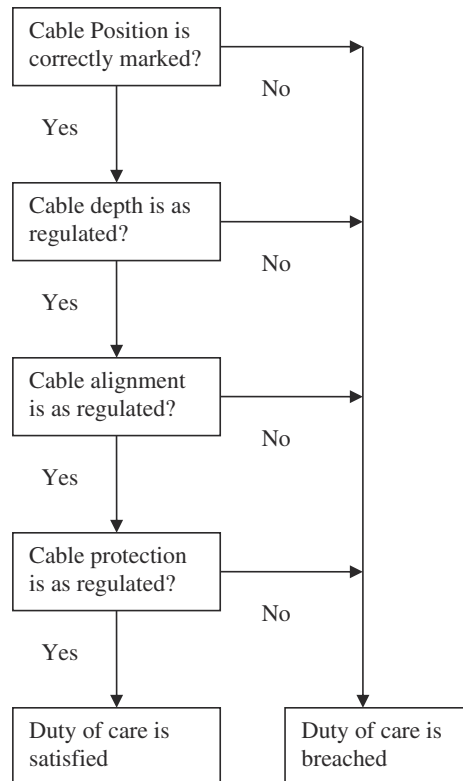 Cable Position is
correctly marked?
No
Yes
Cable depth is as
regulated?
No
Yes
Cable alignment
is as regulated?
No
Yes
Cable protection
is as regulated?
No
Yes
Duty of care is
satisfied
Duty of care is
breached